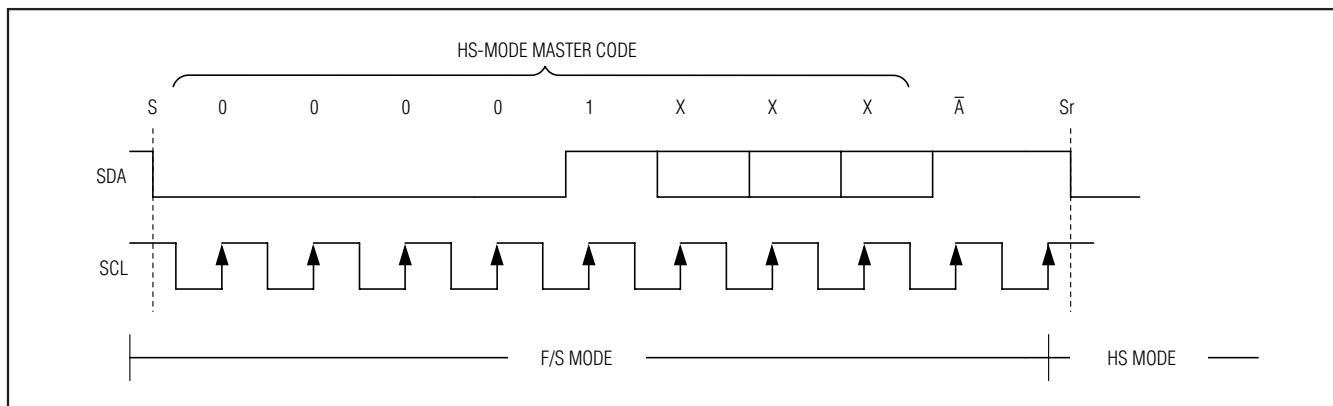 HS-MODE MASTER CODE
S 0 0 0 0 1 X X X A̅ Sr
SDA
SCL
F/S MODE HS MODE